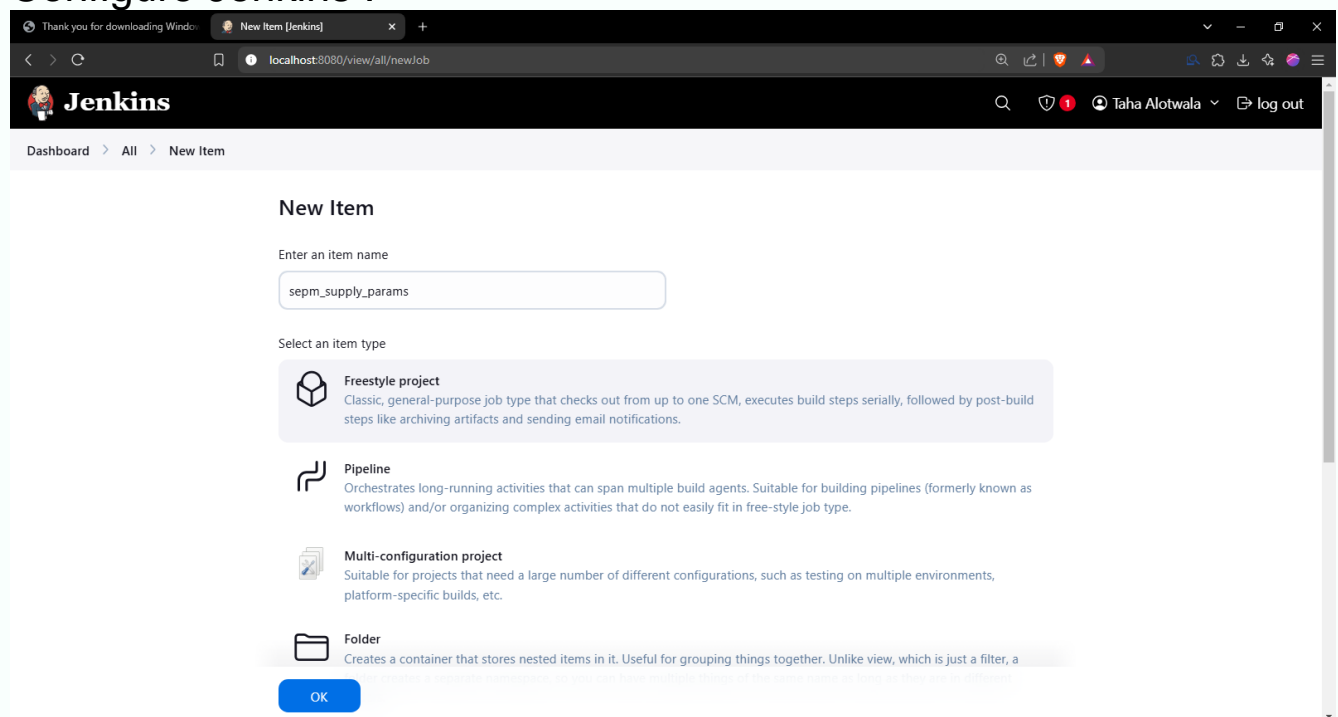 Configure Jenkins :
Thank you for downloading Windo
New Item [Jenkins]
localhost:8080/view/all/newJob
Jenkins
1
Taha Alotwala
log out
Dashboard > All > New Item
New Item
Enter an item name
sepm_supply_params
Select an item type
Freestyle project
Classic, general-purpose job type that checks out from up to one SCM, executes build steps serially, followed by post-build
steps like archiving artifacts and sending email notifications.
Pipeline
Orchestrates long-running activities that can span multiple build agents. Suitable for building pipelines (formerly known as
workflows) and/or organizing complex activities that do not easily fit in free-style job type.
Multi-configuration project
Suitable for projects that need a large number of different configurations, such as testing on multiple environments,
platform-specific builds, etc.
Folder
Creates a container that stores nested items in it. Useful for grouping things together. Unlike view, which is just a filter, a
OK